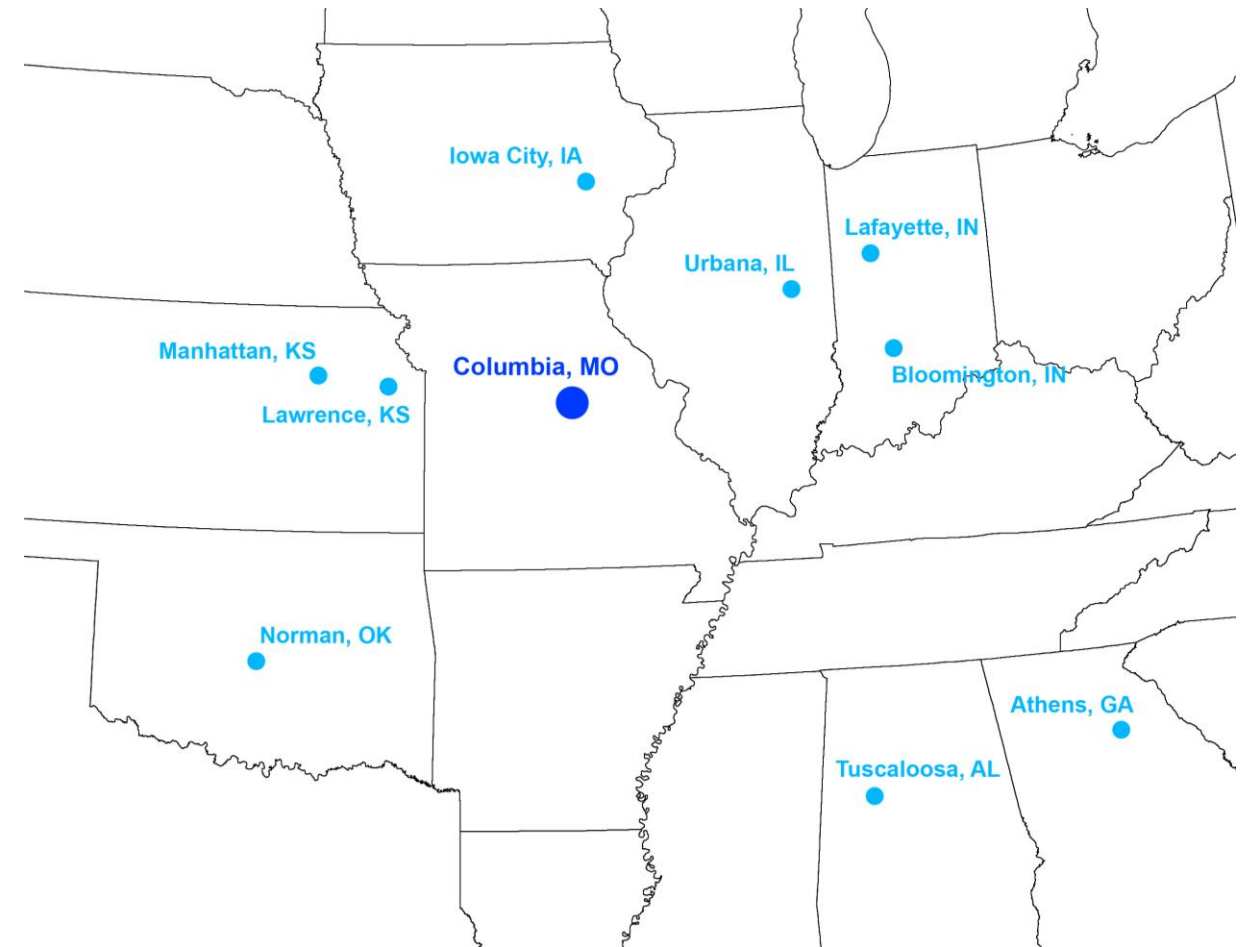 Iowa City, IA
Lafayette, IN
Urbana, IL
Manhattan, KS
Columbia, MO
Bloomington, IN
Lawrence, KS
Norman, OK
Athens, GA
Tuscaloosa, AL